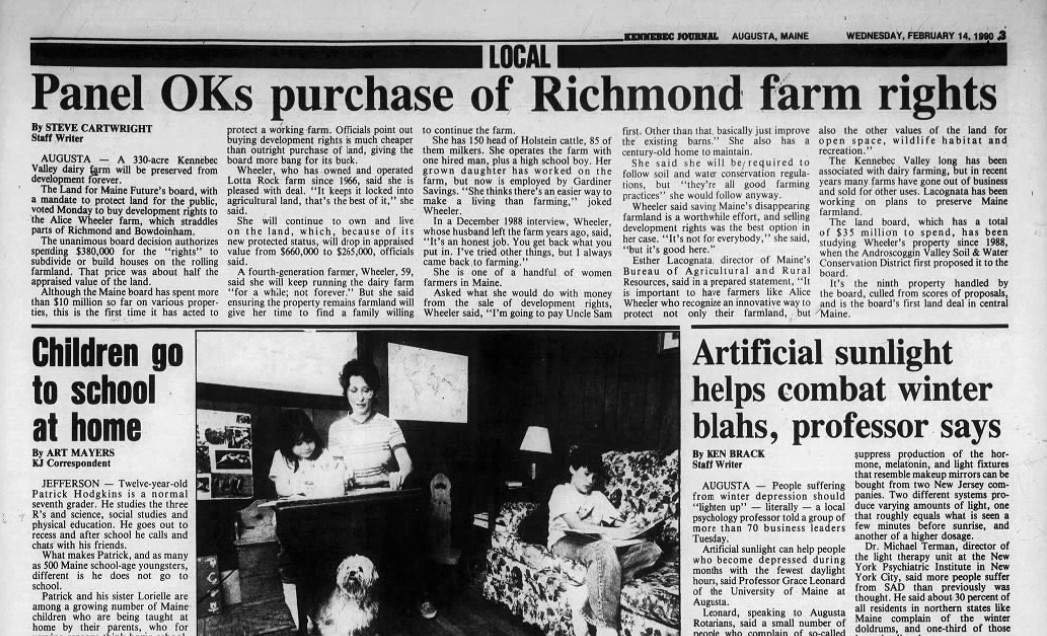 KENNEBEC JOURNAL AUGUSTA, MAINE WEDNESDAY, FEBRUARY 14, 1990 3
LOCAL
Panel OKs purchase of Richmond farm rights
By STEVE CARTWRIGHT
Staff Writer
AUGUSTA — A 330-acre Kennebec
Valley dairy farm will be preserved from
development forever.
The Land for Maine Future's board, with
a mandate to protect land for the public,
voted Monday to buy development rights to
the Alice Wheeler farm, which straddles
parts of Richmond and Bowdoinham.
The unanimous board decision authorizes
spending $380,000 for the "rights" to
subdivide or build houses on the rolling
farmland. That price was about half the
appraised value of the land.
Although the Maine board has spent more
than $10 million so far on various proper-
ties, this is the first time it has acted to
protect a working farm. Officials point out
buying development rights is much cheaper
than outright purchase of land, giving the
board more bang for its buck.
Wheeler, who has owned and operated
Lotta Rock farm since 1966, said she is
pleased with deal. "It keeps it locked into
agricultural land, that's the best of it," she
said.
She will continue to own and live
on the land, which, because of its
new protected status, will drop in appraised
value from $660,000 to $265,000, officials
said.
A fourth-generation farmer, Wheeler, 59,
said she will keep running the dairy farm
"for a while; not forever." But she said
ensuring the property remains farmland will
give her time to find a family willing
to continue the farm.
She has 150 head of Holstein cattle, 85 of
them milkers. She operates the farm with
one hired man, plus a high school boy. Her
grown daughter has worked on the
farm, but now is employed by Gardiner
Savings. "She thinks there's an easier way to
make a living than farming," joked
Wheeler.
In a December 1988 interview, Wheeler,
whose husband left the farm years ago, said,
"It's an honest job. You get back what you
put in. I've tried other things, but I always
came back to farming."
She is one of a handful of women
farmers in Maine.
Asked what she would do with money
from the sale of development rights,
Wheeler said, "I'm going to pay Uncle Sam
first. Other than that, basically just improve
the existing barns." She also has a
century-old home to maintain.
She said she will be required to
follow soil and water conservation regula-
tions, but "they're all good farming
practices" she would follow anyway.
Wheeler said saving Maine's disappearing
farmland is a worthwhile effort, and selling
development rights was the best option in
her case. "It's not for everybody," she said,
"but it's good here."
Esther Lacognata, director of Maine's
Bureau of Agricultural and Rural
Resources, said in a prepared statement, "It
is important to have farmers like Alice
Wheeler who recognize an innovative way to
protect not only their farmland, but
also the other values of the land for
open space, wildlife habitat and
recreation."
The Kennebec Valley long has been
associated with dairy farming, but in recent
years many farms have gone out of business
and sold for other uses. Lacognata has been
working on plans to preserve Maine
farmland.
The land board, which has a total
of $35 million to spend, has been
studying Wheeler's property since 1988,
when the Androscoggin Valley Soil & Water
Conservation District first proposed it to the
board.
It's the ninth property handled by
the board, culled from scores of proposals,
and is the board's first land deal in central
Maine.
Children go
to school
at home
By ART MAYERS
KJ Correspondent
JEFFERSON — Twelve-year-old
Patrick Hodgkins is a normal
seventh grader. He studies the three
R's and science, social studies and
physical education. He goes out to
recess and after school he calls and
chats with his friends.
What makes Patrick, and as many
as 500 Maine school-age youngsters,
different is he does not go to
school.
Patrick and his sister Lorielle are
among a growing number of Maine
children who are being taught at
home by their parents, who for
Artificial sunlight
helps combat winter
blahs, professor says
By KEN BRACK
Staff Writer
AUGUSTA — People suffering
from winter depression should
"lighten up" — literally — a local
psychology professor told a group of
more than 70 business leaders
Tuesday.
Artificial sunlight can help people
who become depressed during
months with the fewest daylight
hours, said Professor Grace Leonard
of the University of Maine at
Augusta.
Leonard, speaking to Augusta
Rotarians, said a small number of
people who complain of so-called
suppress production of the hor-
mone, melatonin, and light fixtures
that resemble makeup mirrors can be
bought from two New Jersey com-
panies. Two different systems pro-
duce varying amounts of light, one
that roughly equals what is seen a
few minutes before sunrise, and
another of a higher dosage.
Dr. Michael Terman, director of
the light therapy unit at the New
York Psychiatric Institute in
New York City, said more people suffer
from SAD than previously was
thought. He said about 30 percent of
all residents in northern states like
Maine complain of the winter
doldrums, and one-third of those